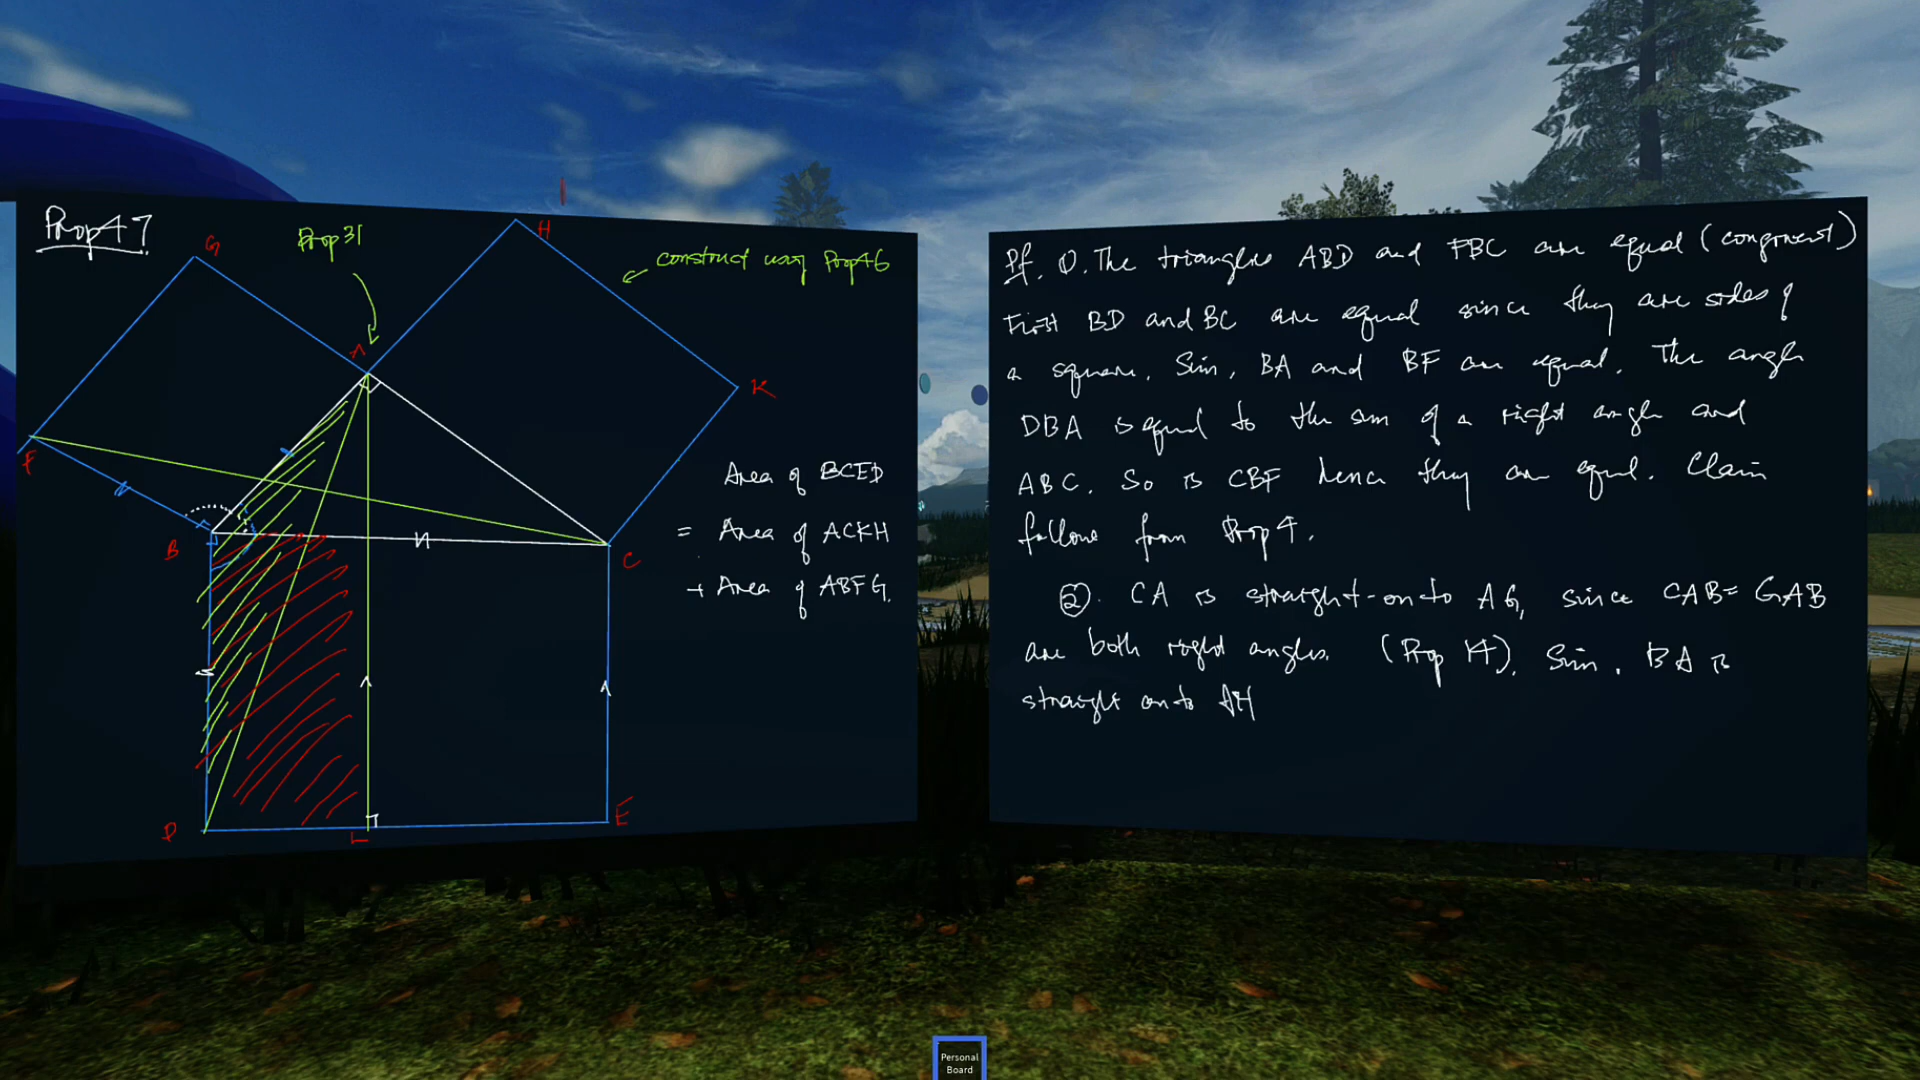 Prop 47
G
Prop 31
H
construct using Prop 46
A
K
F
Area of BCED
B
C
= Area of ACKH
+ Area of ABFG.
D
L
E
Pf. ①. The triangles ABD and FBC are equal (congruent)
First BD and BC are equal since they are sides of
a square. Sim, BA and BF are equal. The angle
DBA is equal to the sum of a right angle and
ABC. So is CBF hence they are equal. Claim
follows from Prop 4.
②. CA is straight-onto AG, since CAB = GAB
are both right angles. (Prop 14). Sim, BA is
straight onto AH
Personal
Board